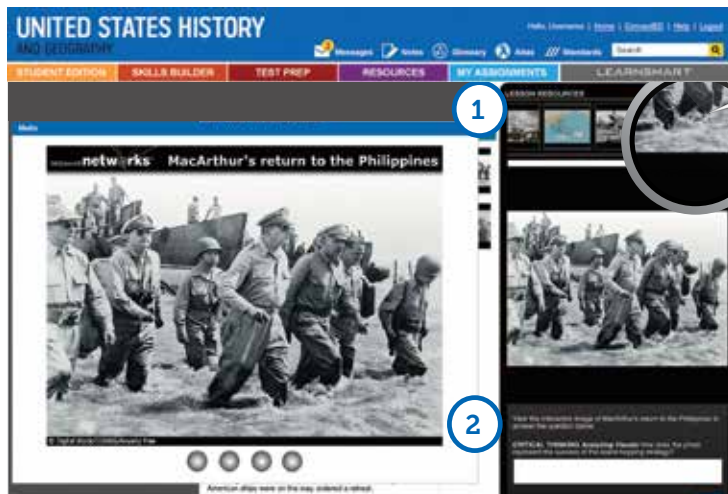 UNITED STATES HISTORY
AND GEOGRAPHY
Hello, Username | Home | ConnectED | Help | Logout
Messages Notes Glossary Atlas Standards Search
STUDENT EDITION SKILLS BUILDER TEST PREP RESOURCES MY ASSIGNMENTS LEARNSMART
1
LESSON RESOURCES
Media
netw rks MacArthur's return to the Philippines
2
View the interactive image of MacArthur's return to the Philippines to
answer the question below.
CRITICAL THINKING Analyzing Visuals How does the photo
represent the success of the island-hopping strategy?
American ships were on the way, ordered a retreat.